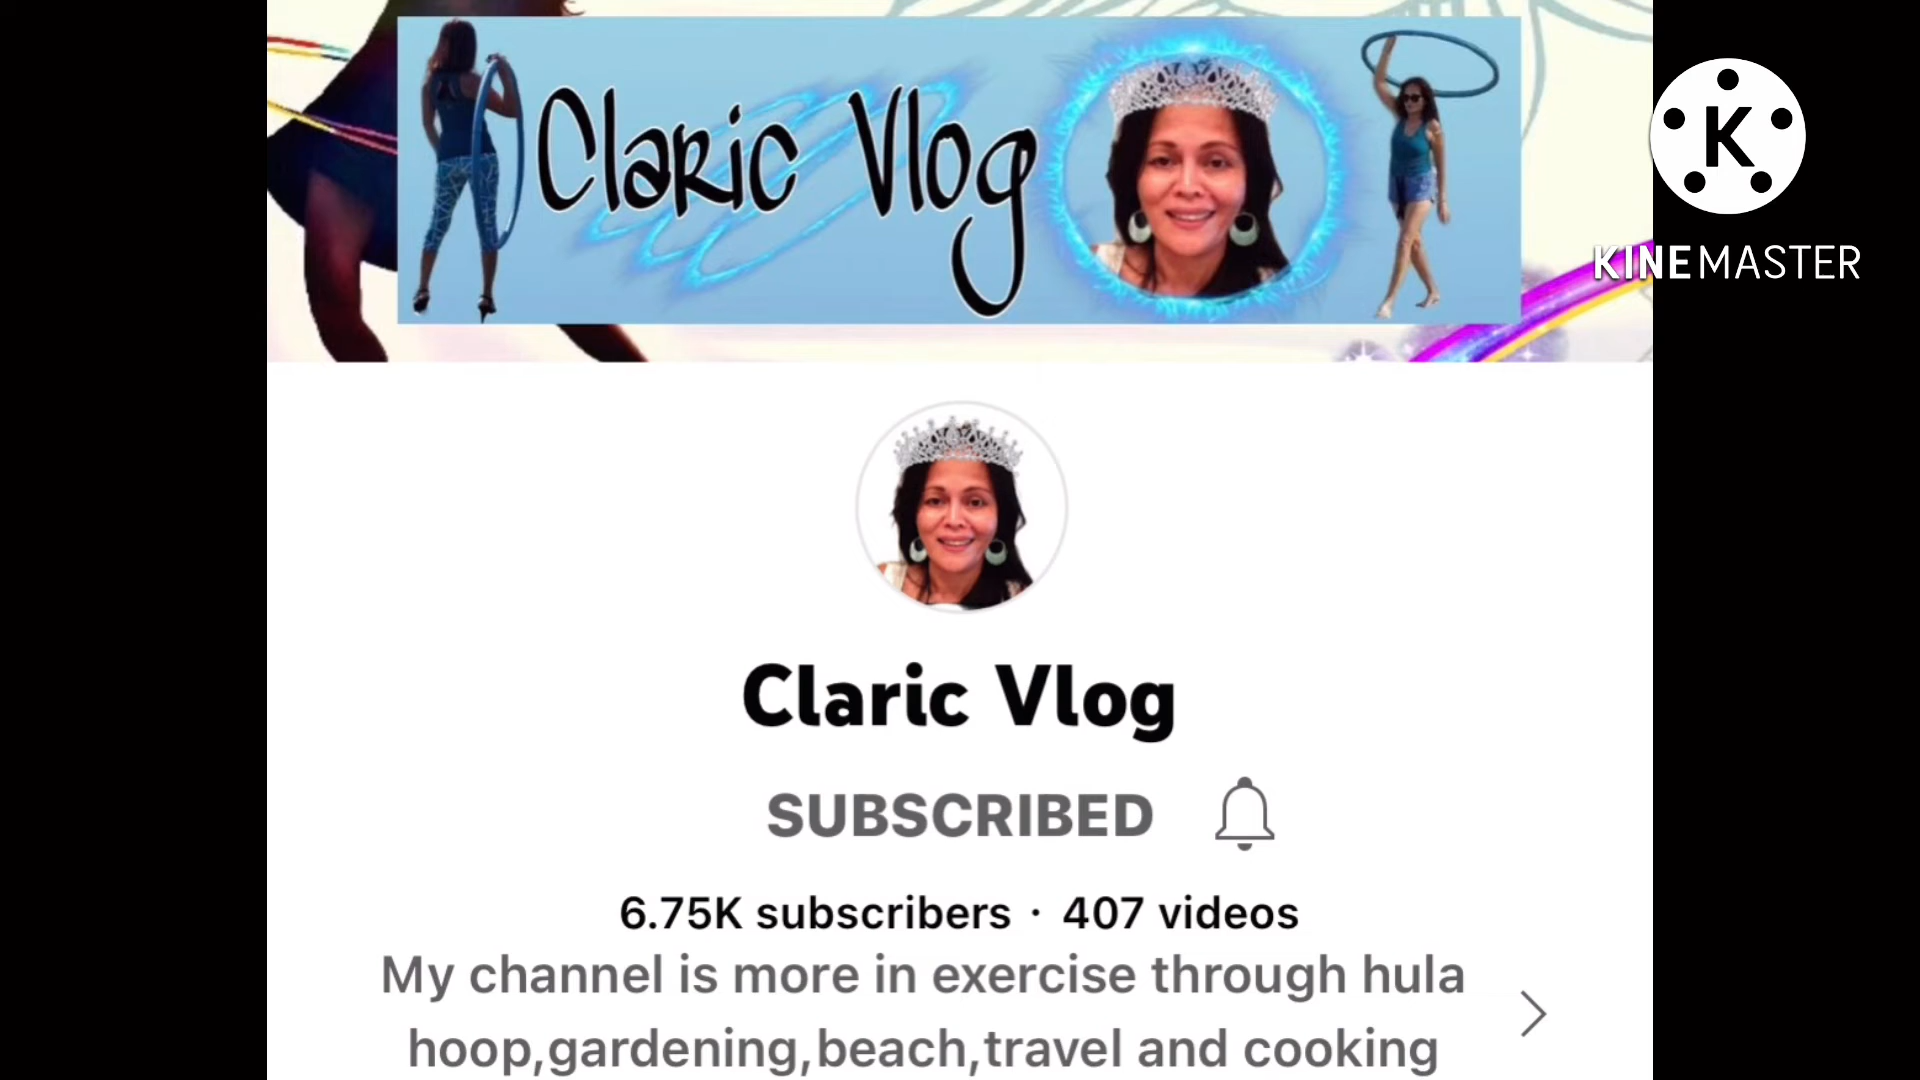 Claric Vlog
K
KINEMASTER
Claric Vlog
SUBSCRIBED
6.75K subscribers · 407 videos
My channel is more in exercise through hula
hoop,gardening,beach,travel and cooking